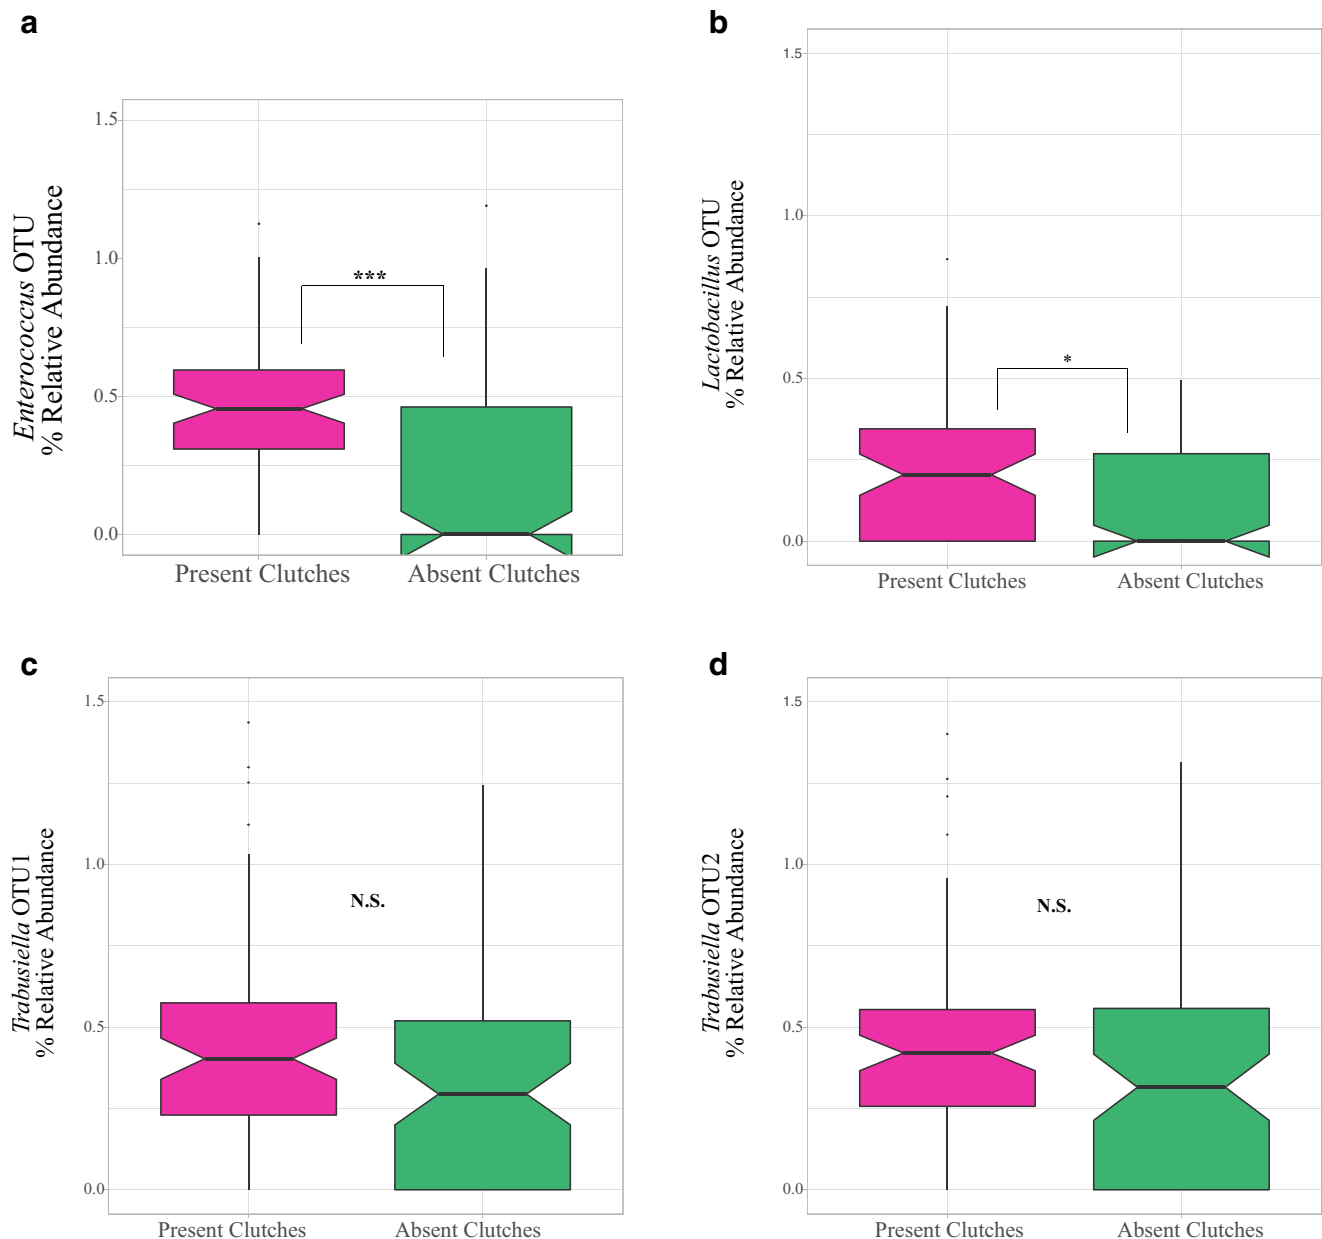 a
Enterococcus OTU
% Relative Abundance
1.5
1.0
0.5
0.0
***
Present Clutches
Absent Clutches
b
Lactobacillus OTU
% Relative Abundance
1.5
1.0
0.5
0.0
*
Present Clutches
Absent Clutches
c
Trabusiella OTU1
% Relative Abundance
1.5
1.0
0.5
0.0
N.S.
Present Clutches
Absent Clutches
d
Trabusiella OTU2
% Relative Abundance
1.5
1.0
0.5
0.0
N.S.
Present Clutches
Absent Clutches